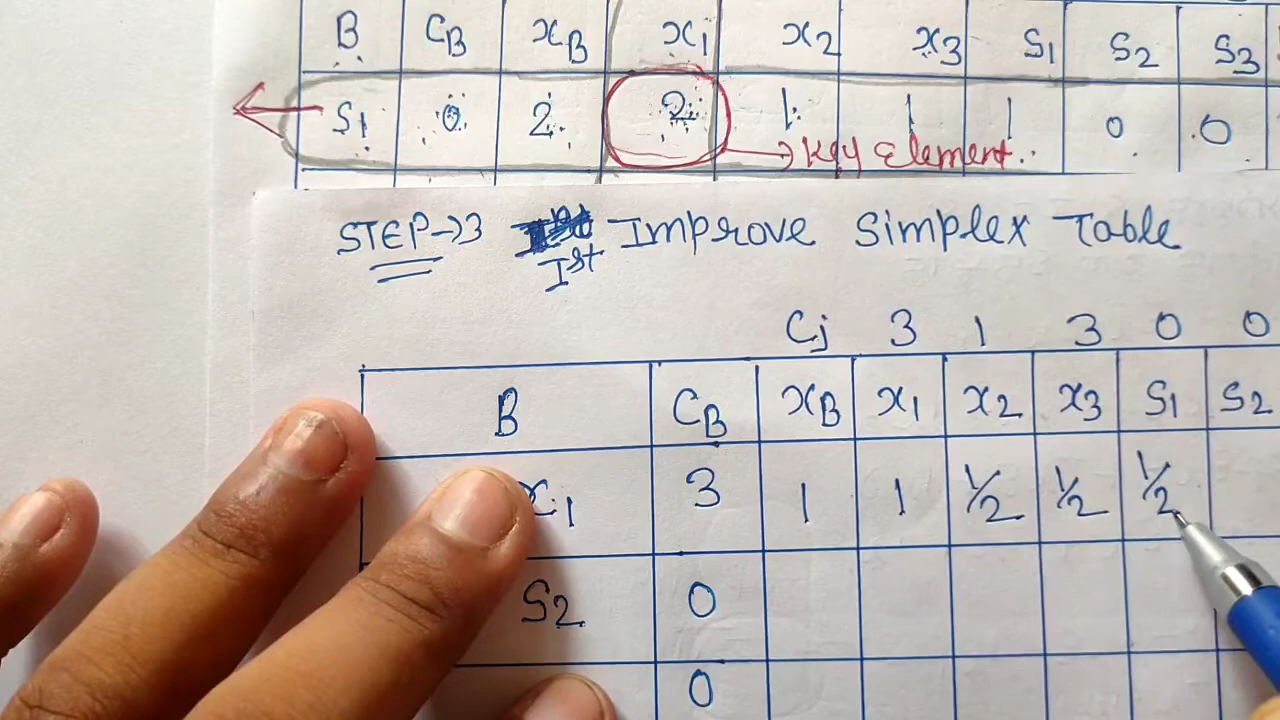 B CB xB x1 x2 x3 S1 S2 S3
S1 0 2 2 1 1 1 0 0
→ Key Element.
STEP→3 Ist Improve Simplex Table
Cj 3 1 3 0 0
B CB xB x1 x2 x3 S1 S2
x1 3 1 1 1/2 1/2 1/2
S2 0
0